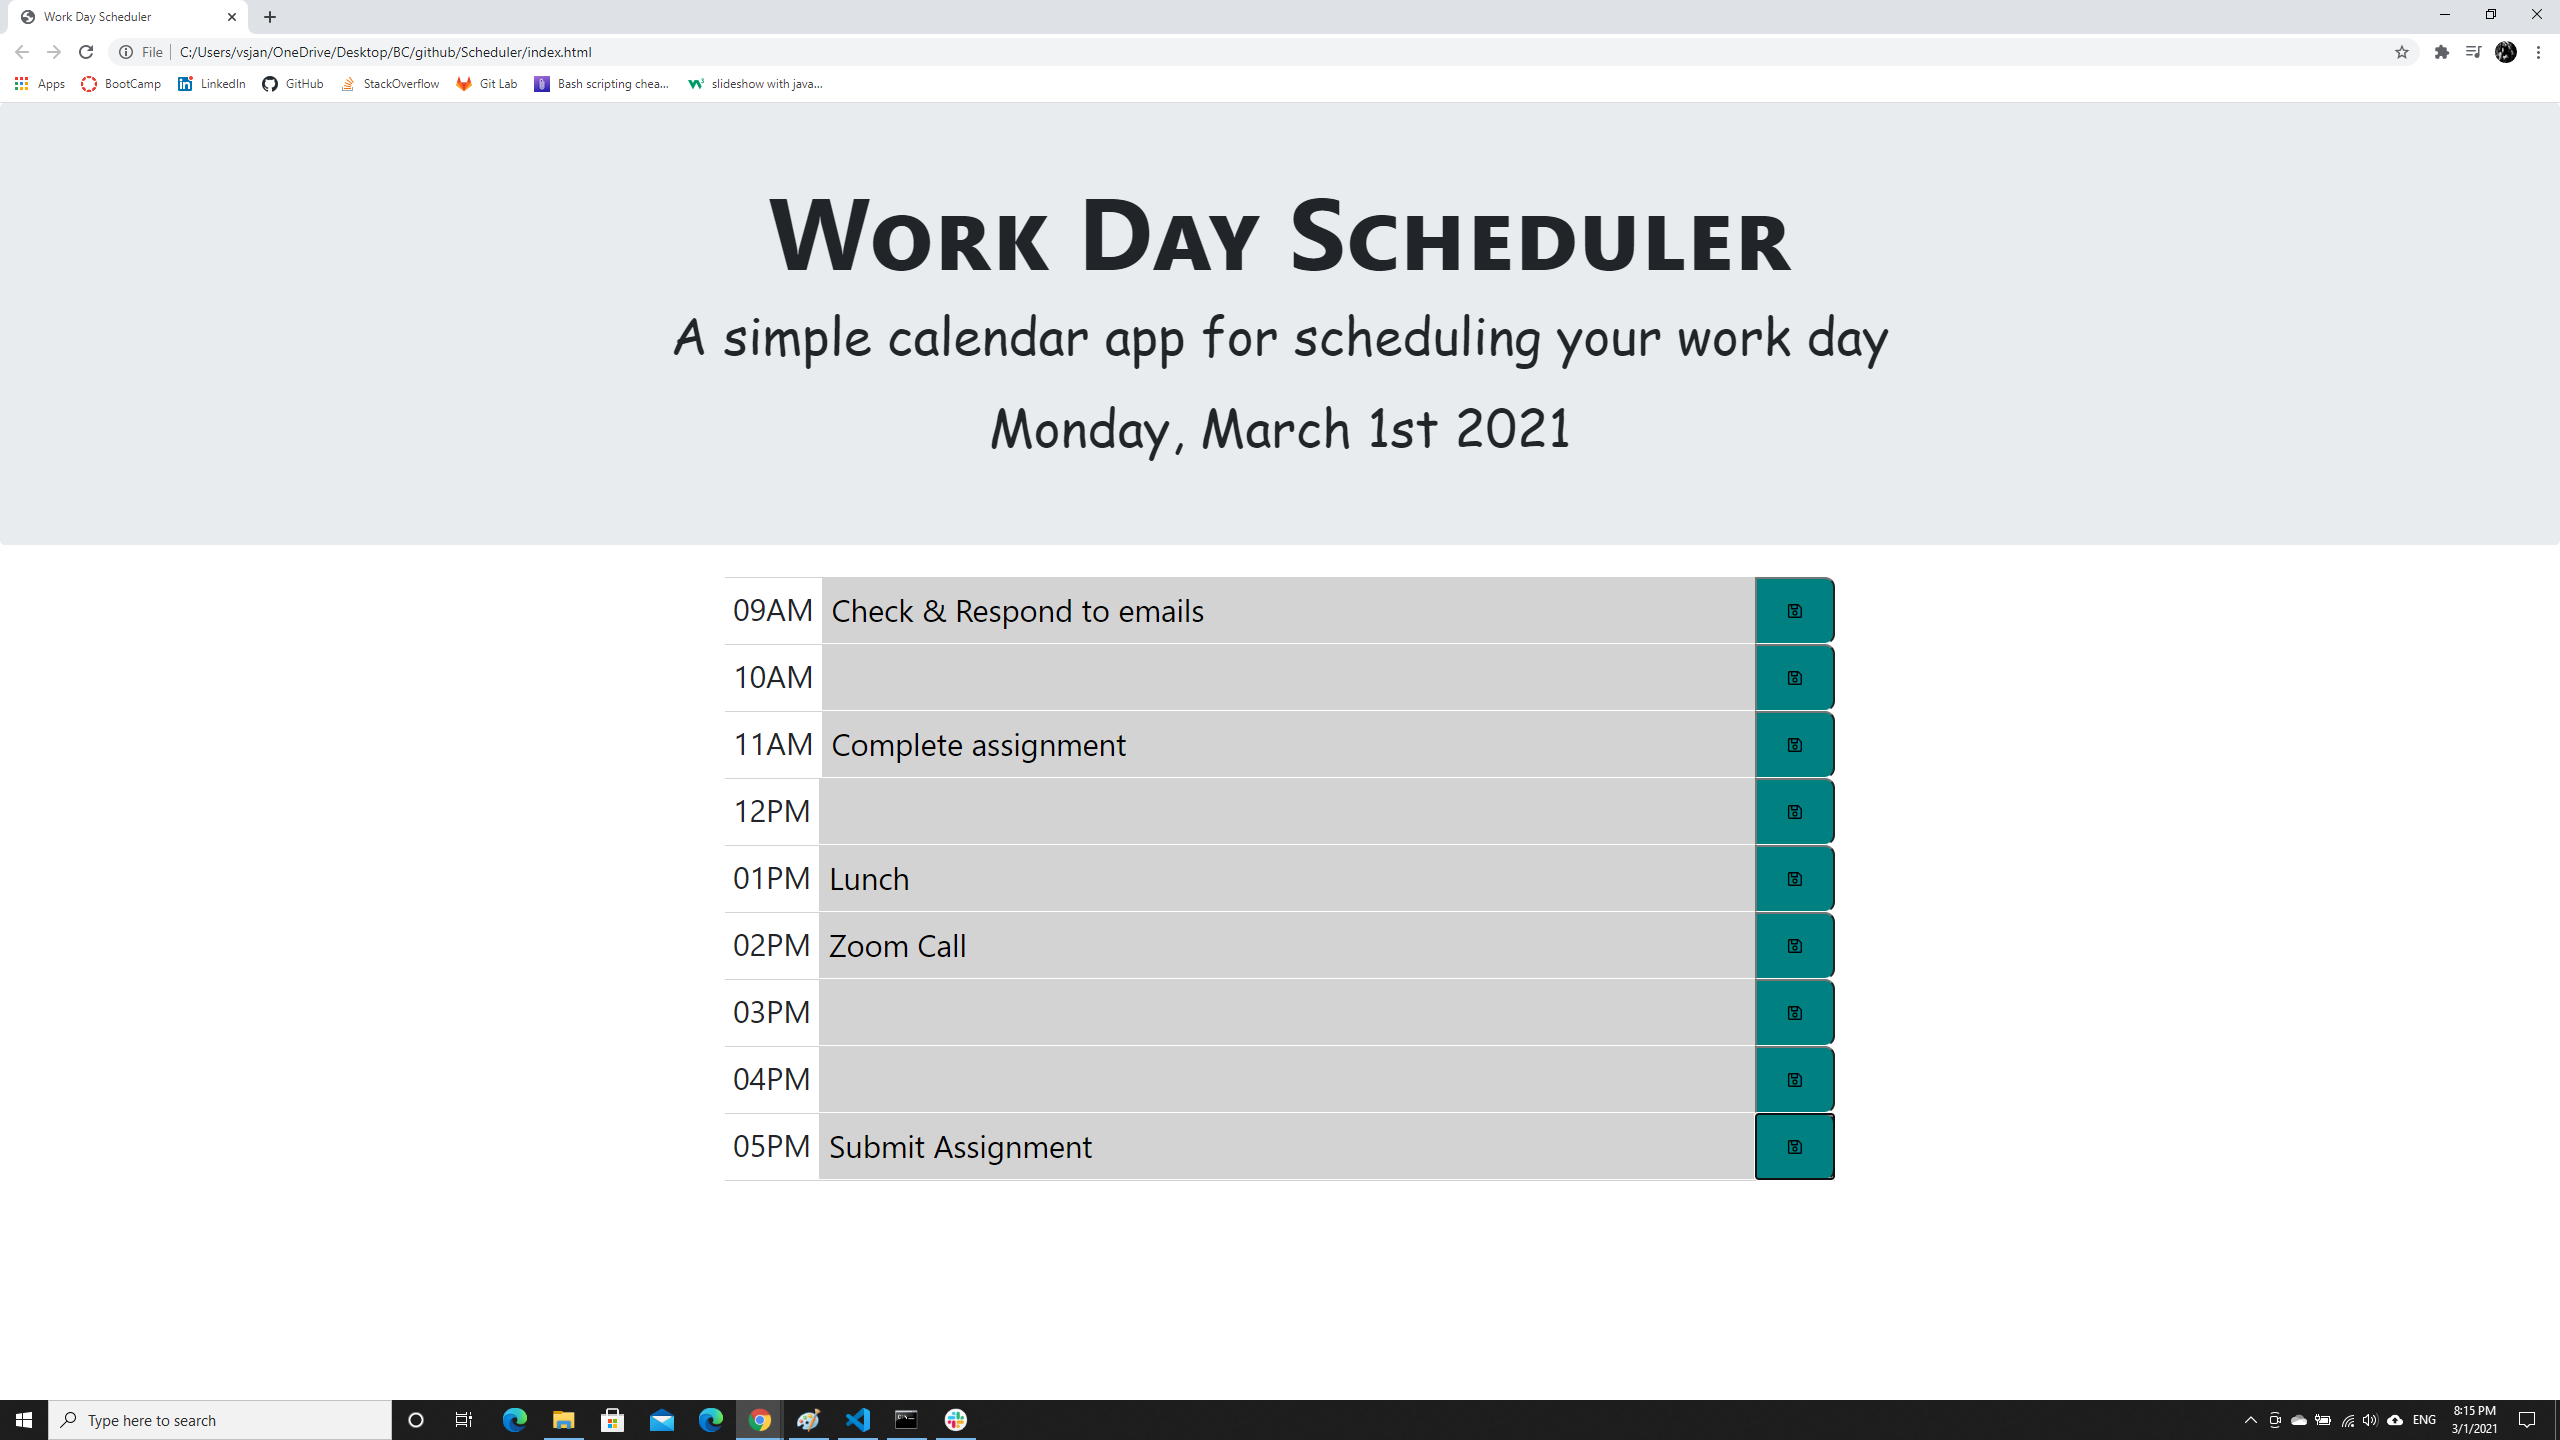 Work Day Scheduler
File C:/Users/vsjan/OneDrive/Desktop/BC/github/Scheduler/index.html
Apps BootCamp LinkedIn GitHub StackOverflow Git Lab Bash scripting chea... slideshow with java...
Work Day Scheduler
A simple calendar app for scheduling your work day
Monday, March 1st 2021
09AM Check & Respond to emails
10AM
11AM Complete assignment
12PM
01PM Lunch
02PM Zoom Call
03PM
04PM
05PM Submit Assignment
Type here to search
ENG
8:15 PM
3/1/2021